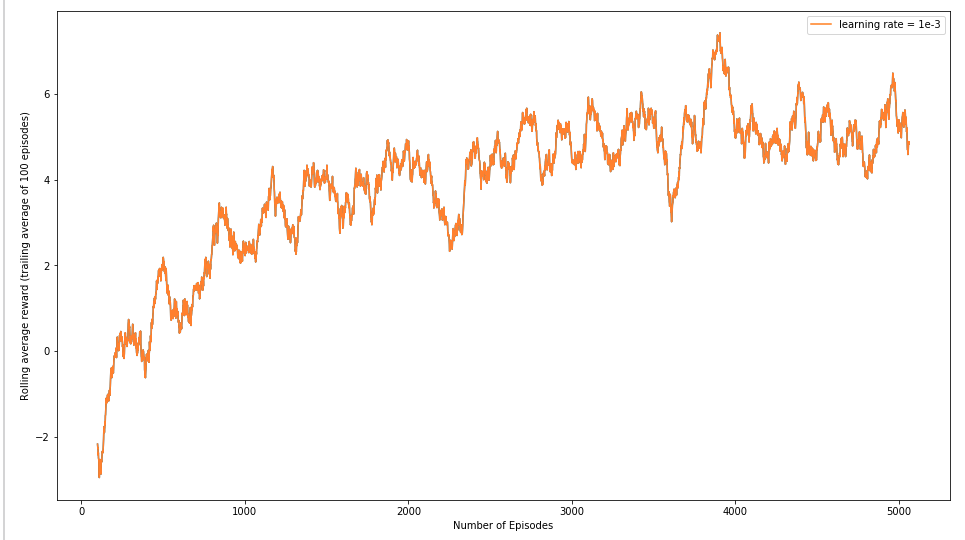 learning rate = 1e-3
Rolling average reward (trailing average of 100 episodes)
6
4
2
0
−2
0 1000 2000 3000 4000 5000
Number of Episodes